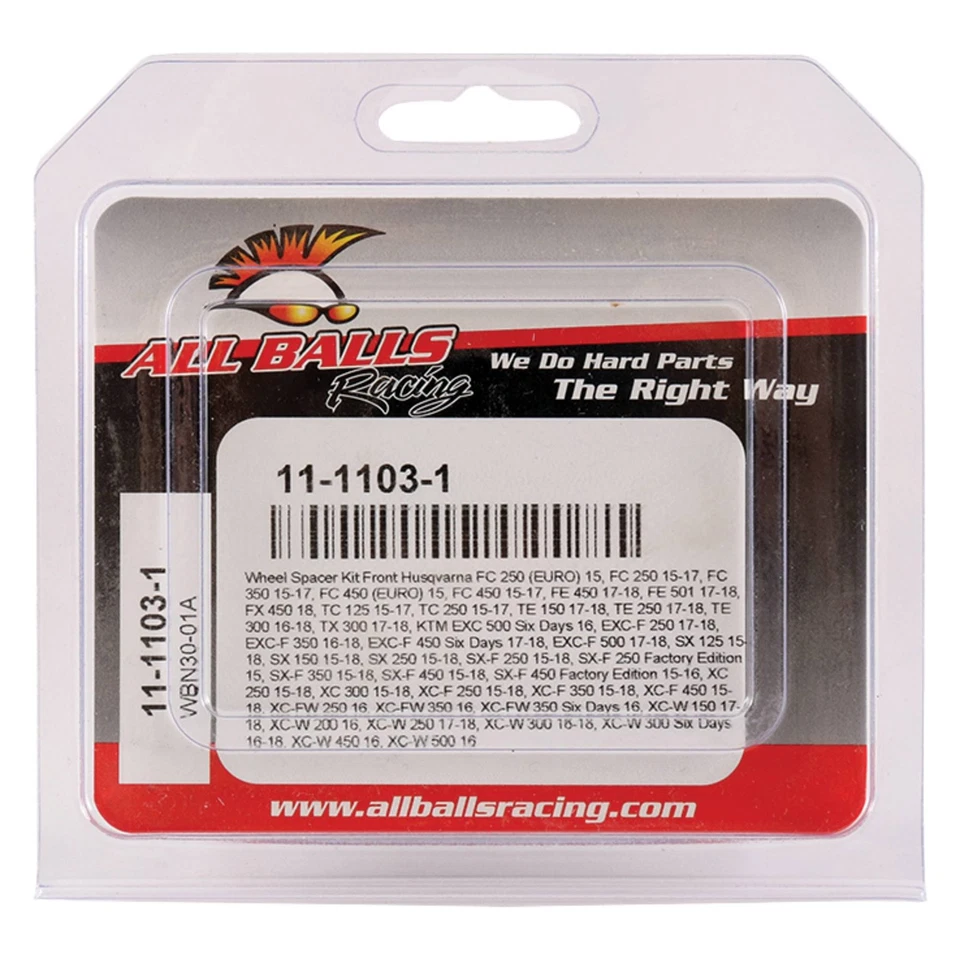 ALL BALLS
Racing
We Do Hard Parts
The Right Way
11-1103-1
Wheel Spacer Kit Front Husqvarna FC 250 (EURO) 15, FC 250 15-17, FC
350 15-17, FC 450 (EURO) 15, FC 450 15-17, FE 450 17-18, FE 501 17-18,
FX 450 18, TC 125 15-17, TC 250 15-17, TE 150 17-18, TE 250 17-18, TE
300 16-18, TX 300 17-18, KTM EXC 500 Six Days 16, EXC-F 250 17-18,
EXC-F 350 16-18, EXC-F 450 Six Days 17-18, EXC-F 500 17-18, SX 125 15-
18, SX 150 15-18, SX 250 15-18, SX-F 250 15-18, SX-F 250 Factory Edition
15, SX-F 350 15-18, SX-F 450 15-18, SX-F 450 Factory Edition 15-16, XC
250 15-18, XC 300 15-18, XC-F 250 15-18, XC-F 350 15-18, XC-F 450 15-
18, XC-FW 250 16, XC-FW 350 16, XC-FW 350 Six Days 16, XC-W 150 17-
18, XC-W 200 16, XC-W 250 17-18, XC-W 300 16-18, XC-W 300 Six Days
16-18, XC-W 450 16, XC-W 500 16
11-1103-1
WBN30-01A
www.allballsracing.com